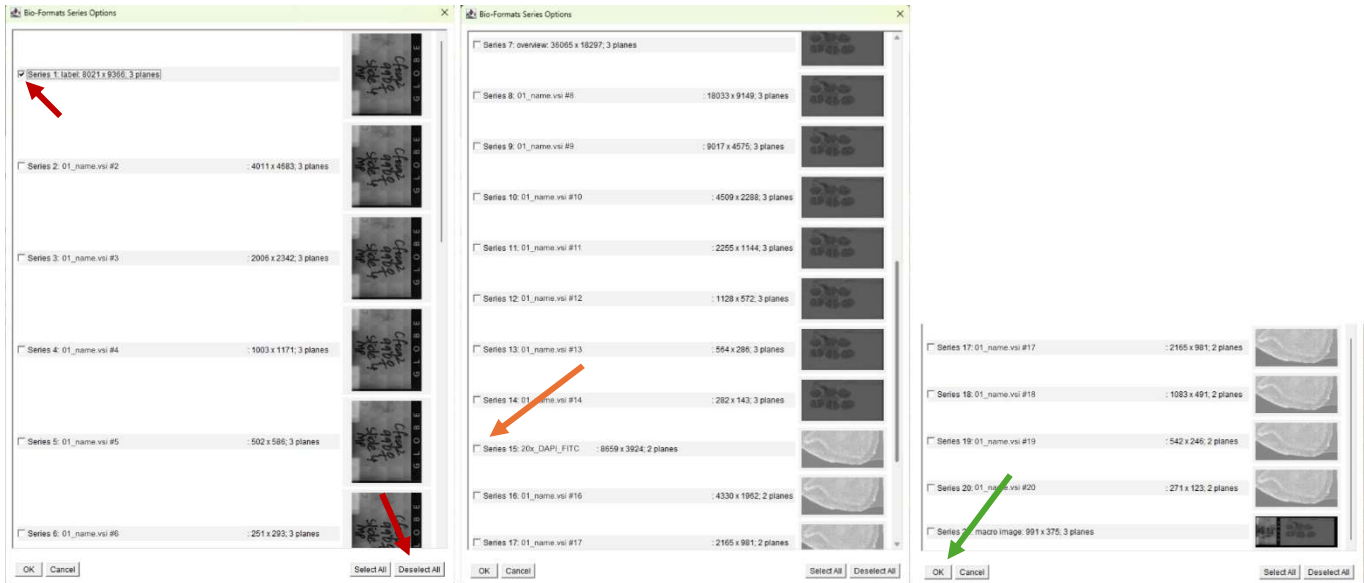 Bio-Formats Series Options
Series 1: label: 8021 x 9366; 3 planes
Series 2: 01_name.vsi #2 : 4011 x 4683; 3 planes
Series 3: 01_name.vsi #3 : 2006 x 2342; 3 planes
Series 4: 01_name.vsi #4 : 1003 x 1171; 3 planes
Series 5: 01_name.vsi #5 : 502 x 586; 3 planes
Series 6: 01_name.vsi #6 : 251 x 293; 3 planes
GLOBE
GLOBE
GLOBE
GLOBE
GLOBE
OK Cancel Select All Deselect All
Bio-Formats Series Options
Series 7: overview: 36065 x 18297; 3 planes
Series 8: 01_name.vsi #8 : 18033 x 9149; 3 planes
Series 9: 01_name.vsi #9 : 9017 x 4575; 3 planes
Series 10: 01_name.vsi #10 : 4509 x 2288; 3 planes
Series 11: 01_name.vsi #11 : 2255 x 1144; 3 planes
Series 12: 01_name.vsi #12 : 1128 x 572; 3 planes
Series 13: 01_name.vsi #13 : 564 x 286; 3 planes
Series 14: 01_name.vsi #14 : 282 x 143; 3 planes
Series 15: 20x_DAPI_FITC : 8659 x 3924; 2 planes
Series 16: 01_name.vsi #16 : 4330 x 1962; 2 planes
Series 17: 01_name.vsi #17 : 2165 x 981; 2 planes
OK Cancel Select All Deselect All
Series 17: 01_name.vsi #17 : 2165 x 981; 2 planes
Series 18: 01_name.vsi #18 : 1083 x 491; 2 planes
Series 19: 01_name.vsi #19 : 542 x 246; 2 planes
Series 20: 01_name.vsi #20 : 271 x 123; 2 planes
Series macro image: 991 x 375; 3 planes
OK Cancel Select All Deselect All